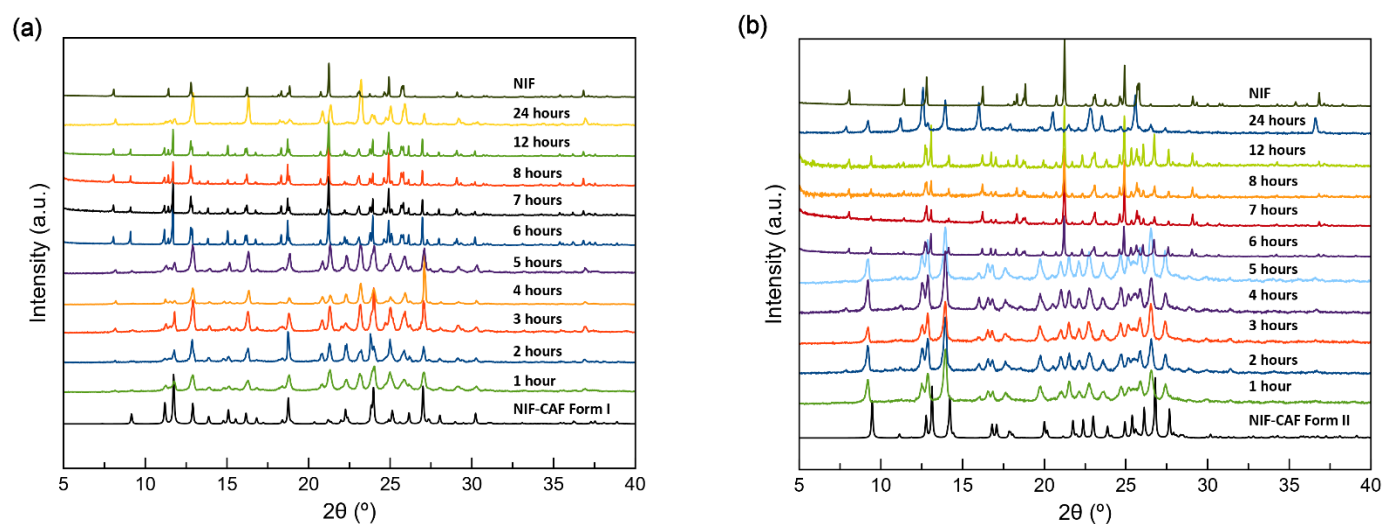 (a)
NIF
24 hours
12 hours
8 hours
7 hours
6 hours
5 hours
4 hours
3 hours
2 hours
1 hour
NIF-CAF Form I
Intensity (a.u.)
5 10 15 20 25 30 35 40
2θ (º)
(b)
NIF
24 hours
12 hours
8 hours
7 hours
6 hours
5 hours
4 hours
3 hours
2 hours
1 hour
NIF-CAF Form II
Intensity (a.u.)
5 10 15 20 25 30 35 40
2θ (º)